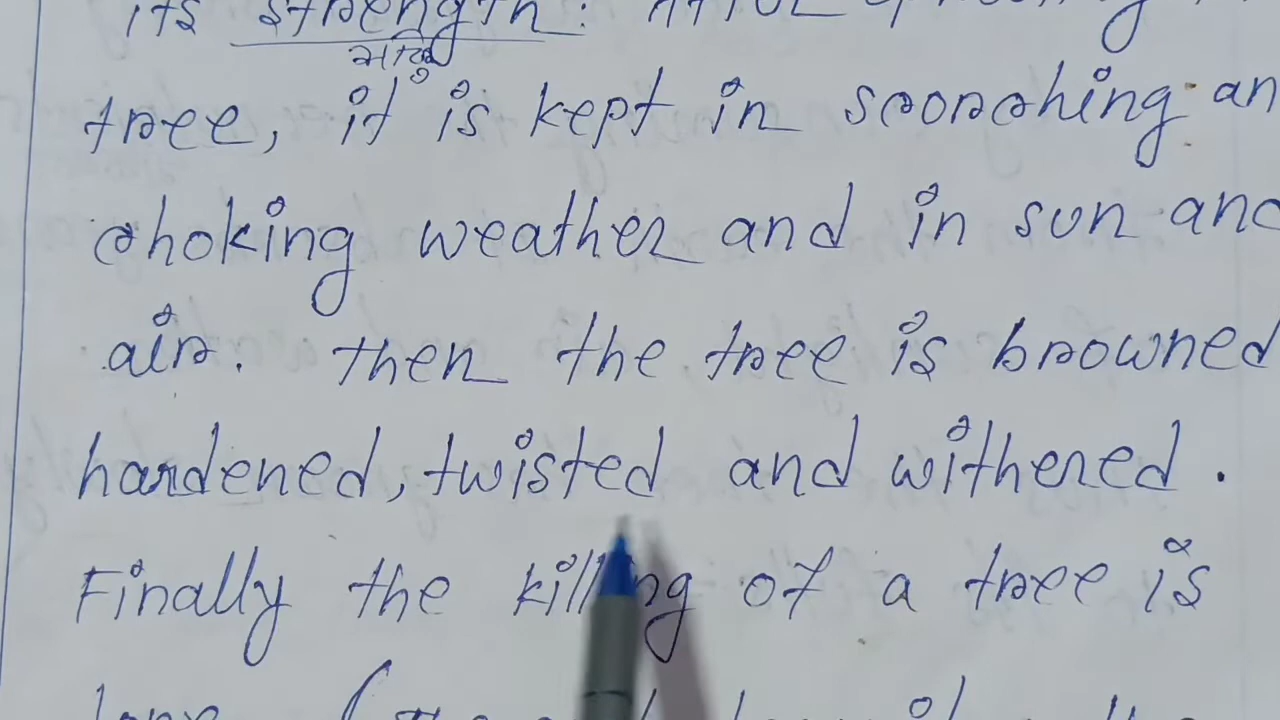 its strength.
tree, it is kept in scorching an
choking weather and in sun and
air. Then the tree is browned
hardened, twisted and withered.
Finally the killing of a tree is